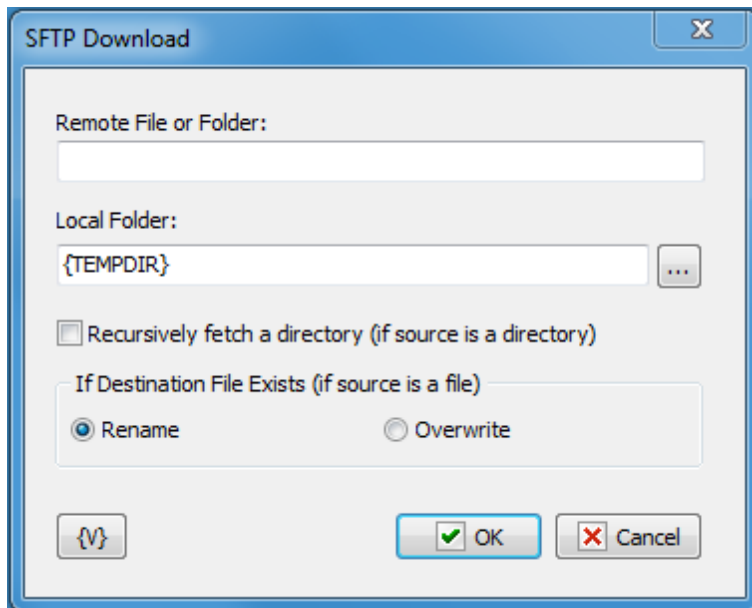 SFTP Download
Remote File or Folder:
Local Folder:
{TEMPDIR}
...
Recursively fetch a directory (if source is a directory)
If Destination File Exists (if source is a file)
Rename Overwrite
{V} OK Cancel